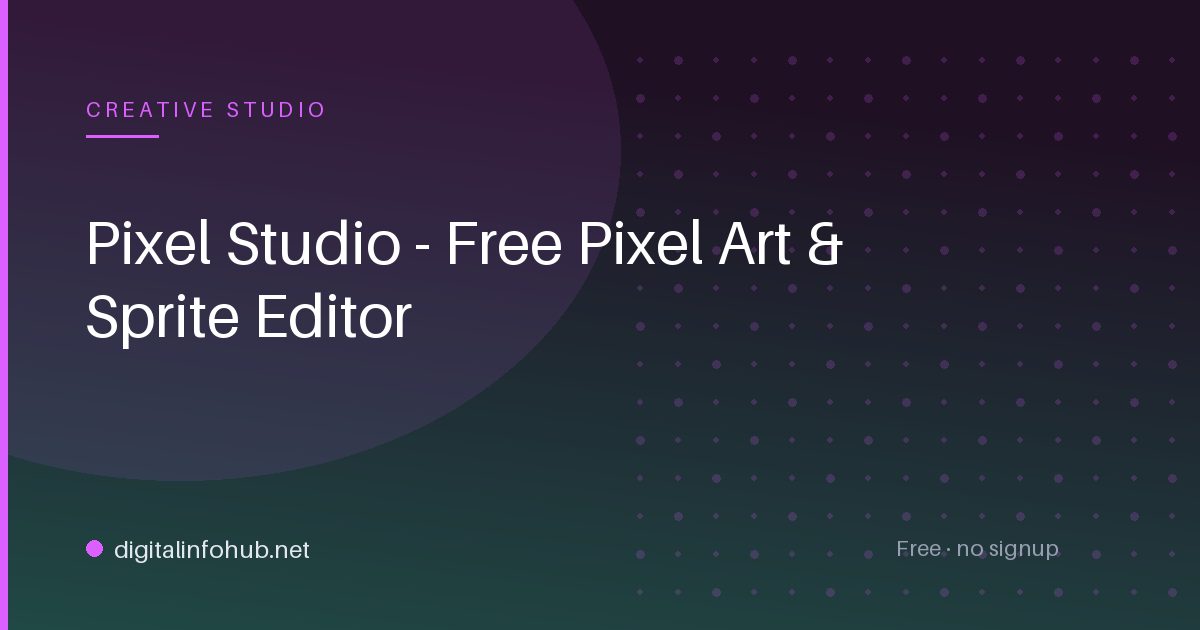 CREATIVE STUDIO
Pixel Studio - Free Pixel Art &
Sprite Editor
digitalinfohub.net
Free · no signup